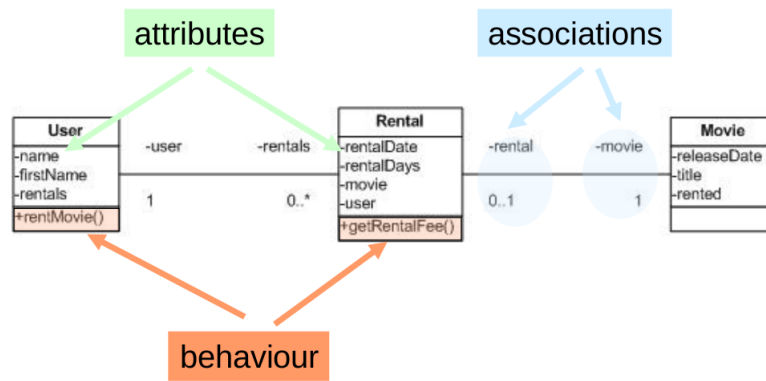 attributes
associations
User
-name
-firstName
-rentals
+rentMovie()
-user
-rentals
1
0..*
Rental
-rentalDate
-rentalDays
-movie
-user
+getRentalFee()
-rental
-movie
0..1
1
Movie
-releaseDate
-title
-rented
behaviour